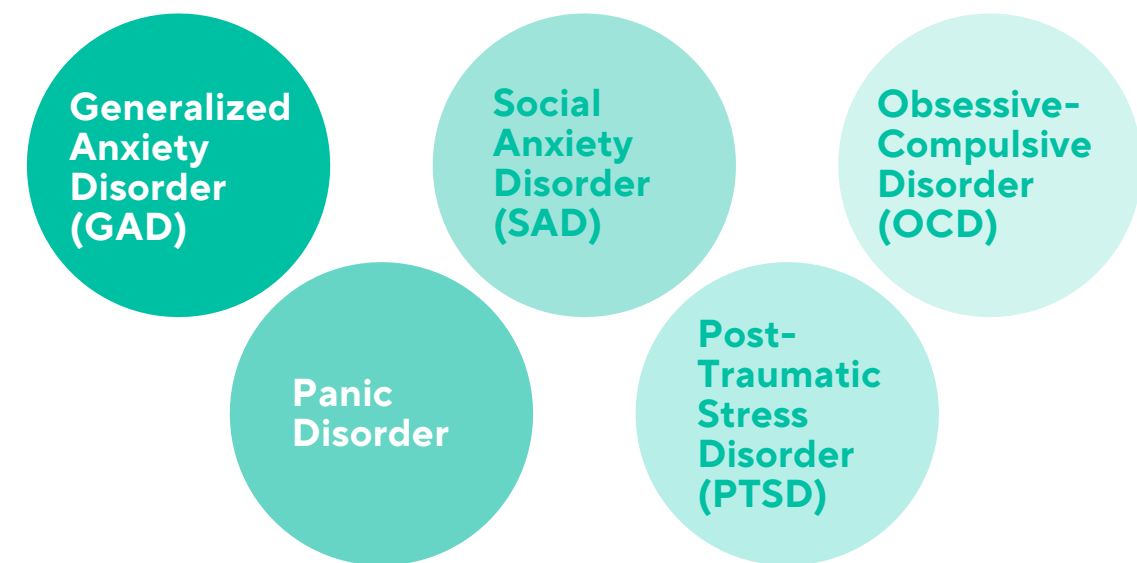 Generalized
Anxiety
Disorder
(GAD)
Social
Anxiety
Disorder
(SAD)
Obsessive-
Compulsive
Disorder
(OCD)
Panic
Disorder
Post-
Traumatic
Stress
Disorder
(PTSD)